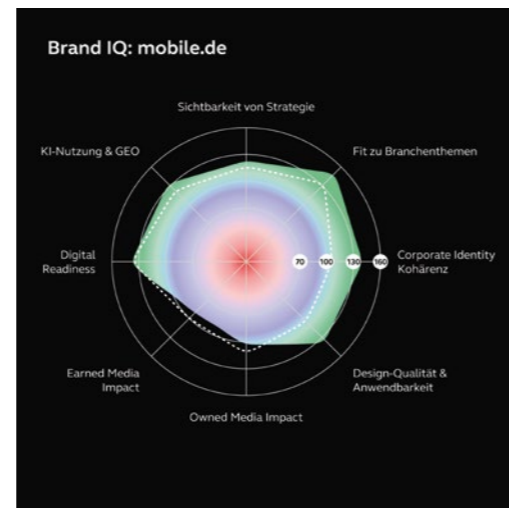 Brand IQ: mobile.de
Sichtbarkeit von Strategie
KI-Nutzung & GEO
Fit zu Branchenthemen
Digital
Readiness
70 100 130 160
Corporate Identity
Kohärenz
Earned Media
Impact
Design-Qualität &
Anwendbarkeit
Owned Media Impact